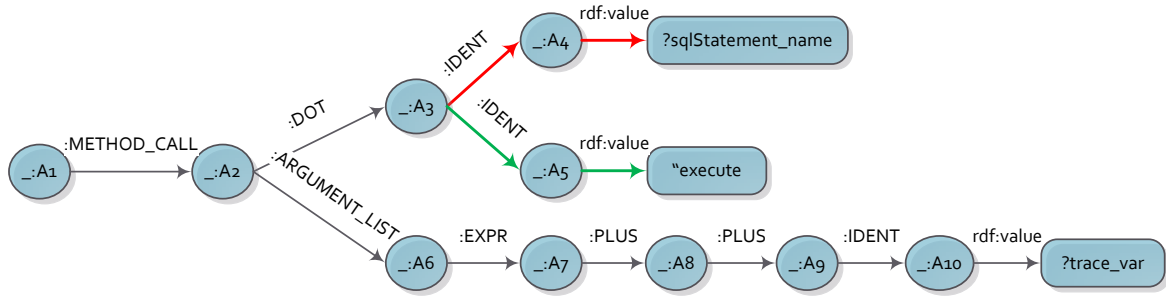 rdf:value
_:A4
?sqlStatement_name
:IDENT
:DOT
_:A3
:IDENT
:METHOD_CALL
rdf:value
_:A1
_:A2
:ARGUMENT_LIST
_:A5
“execute
:EXPR
:PLUS
:PLUS
:IDENT
rdf:value
_:A6
_:A7
_:A8
_:A9
_:A10
?trace_var